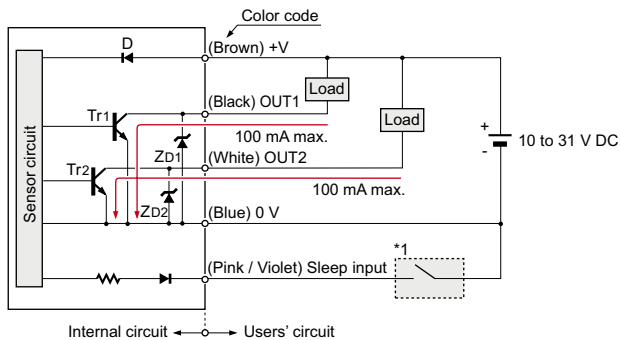 Color code
D
(Brown) +V
Load
(Black) OUT1
Tr1
Load
100 mA max.
+
10 to 31 V DC
-
ZD1
(White) OUT2
Tr2
Sensor circuit
100 mA max.
ZD2
(Blue) 0 V
*1
(Pink / Violet) Sleep input
Internal circuit
Users' circuit